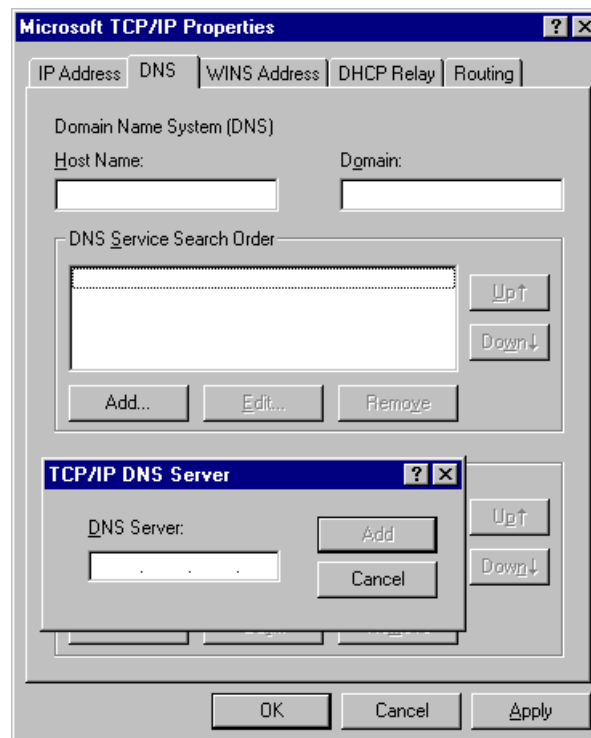 Microsoft TCP/IP Properties
IP Address DNS WINS Address DHCP Relay Routing
Domain Name System (DNS)
Host Name: Domain:
DNS Service Search Order
Up↑
Down↓
Add... Edit... Remove
TCP/IP DNS Server
DNS Server:
Add
. . .
Cancel
Up↑
Down↓
OK Cancel Apply